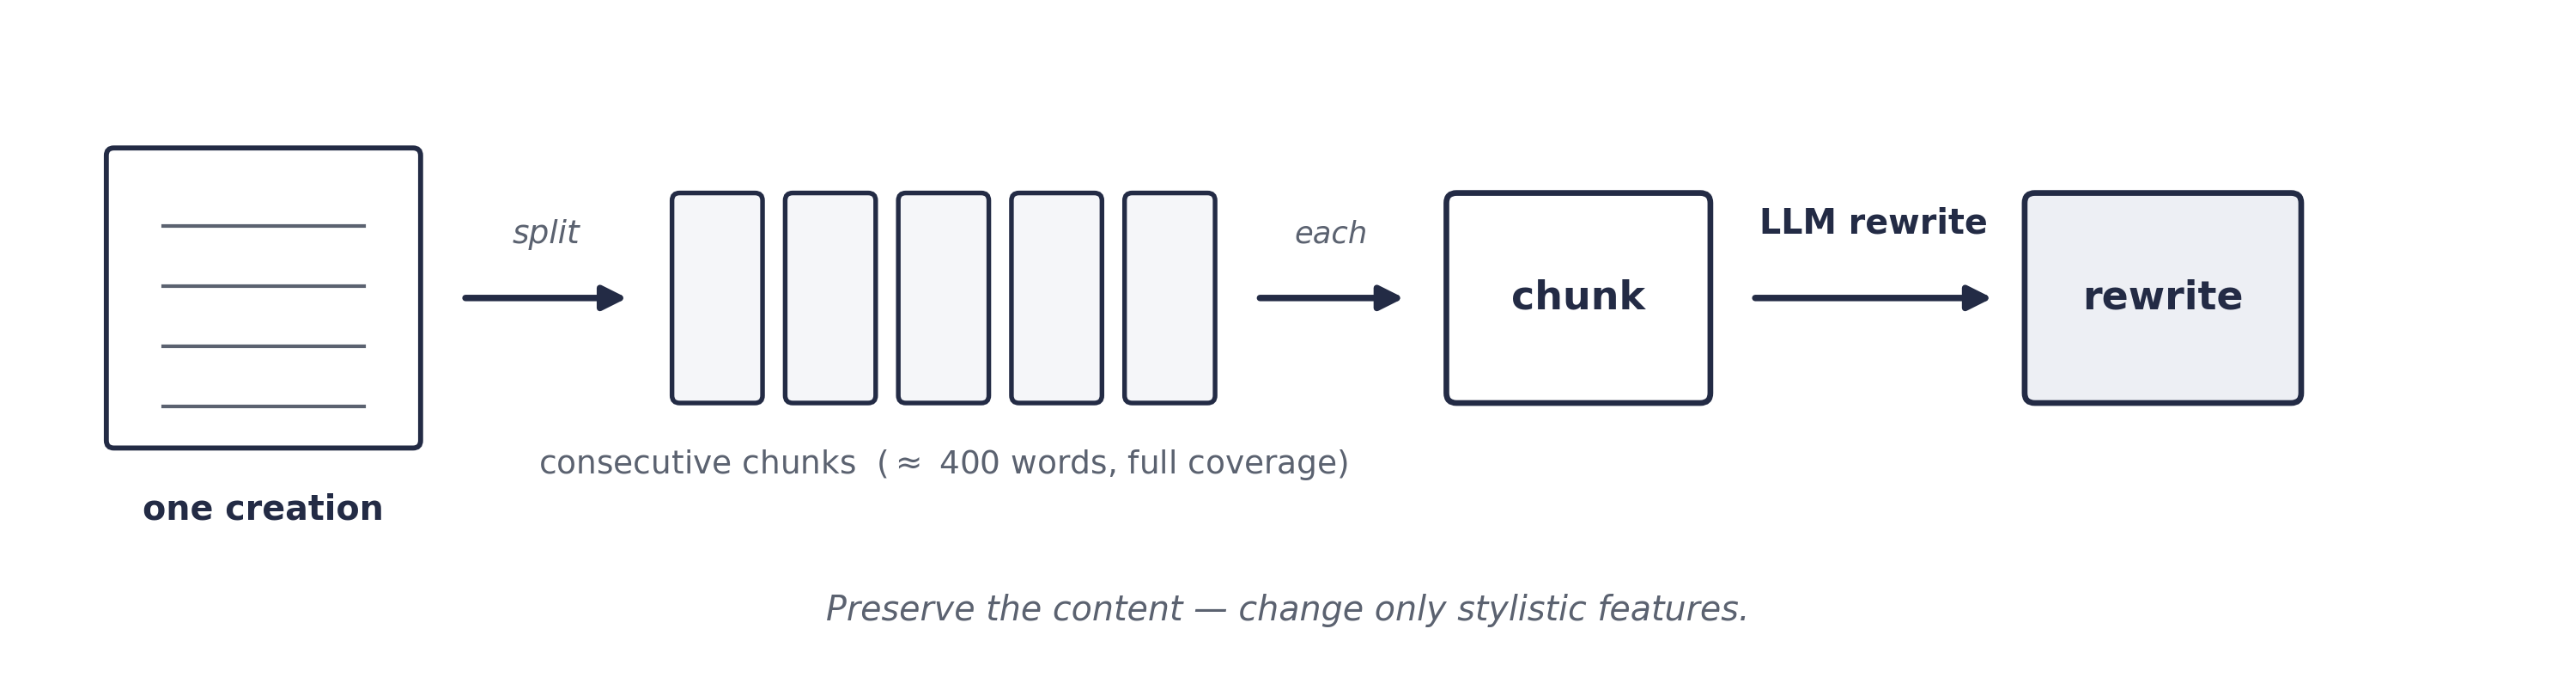 split
each
LLM rewrite
chunk
rewrite
consecutive chunks (≈ 400 words, full coverage)
one creation
Preserve the content — change only stylistic features.